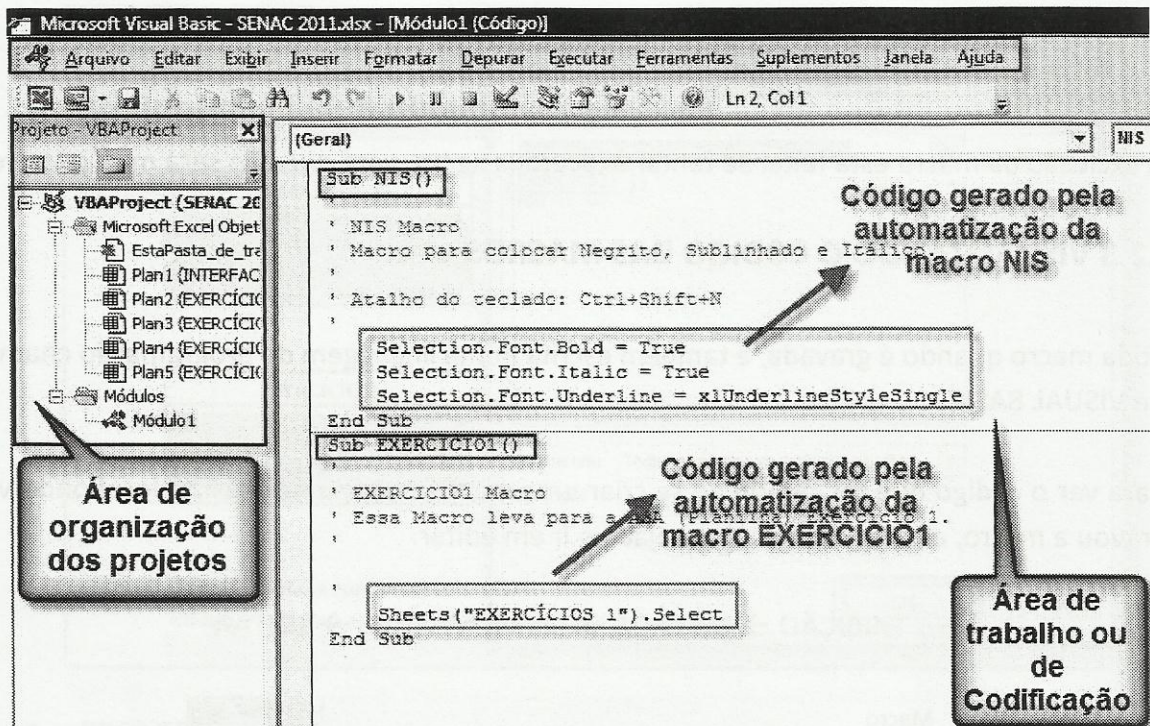 Microsoft Visual Basic - SENAC 2011.xlsx - [Módulo1 (Código)]
Arquivo Editar Exibir Inserir Formatar Depurar Executar Ferramentas Suplementos Janela Ajuda
Ln 2, Col 1
Projeto - VBAProject
(Geral)
NIS
VBAProject (SENAC 20
Microsoft Excel Objet
EstaPasta_de_tra
Plan1 (INTERFAC
Plan2 (EXERCÍCIO
Plan3 (EXERCÍCIO
Plan4 (EXERCÍCIO
Plan5 (EXERCÍCIO
Módulos
Módulo1
Área de
organização
dos projetos
Sub NIS()
'
' NIS Macro
' Macro para colocar Negrito, Sublinhado e Itálico.
'
' Atalho do teclado: Ctrl+Shift+N
'
Selection.Font.Bold = True
Selection.Font.Italic = True
Selection.Font.Underline = xlUnderlineStyleSingle
End Sub
Código gerado pela
automatização da
macro NIS
Sub EXERCICIO1()
'
' EXERCICIO1 Macro
' Essa Macro leva para a ABA (Planilha) Exercício 1.
'
'
Sheets("EXERCÍCIOS 1").Select
End Sub
Código gerado pela
automatização da
macro EXERCICIO1
Área de
trabalho ou
de
Codificação